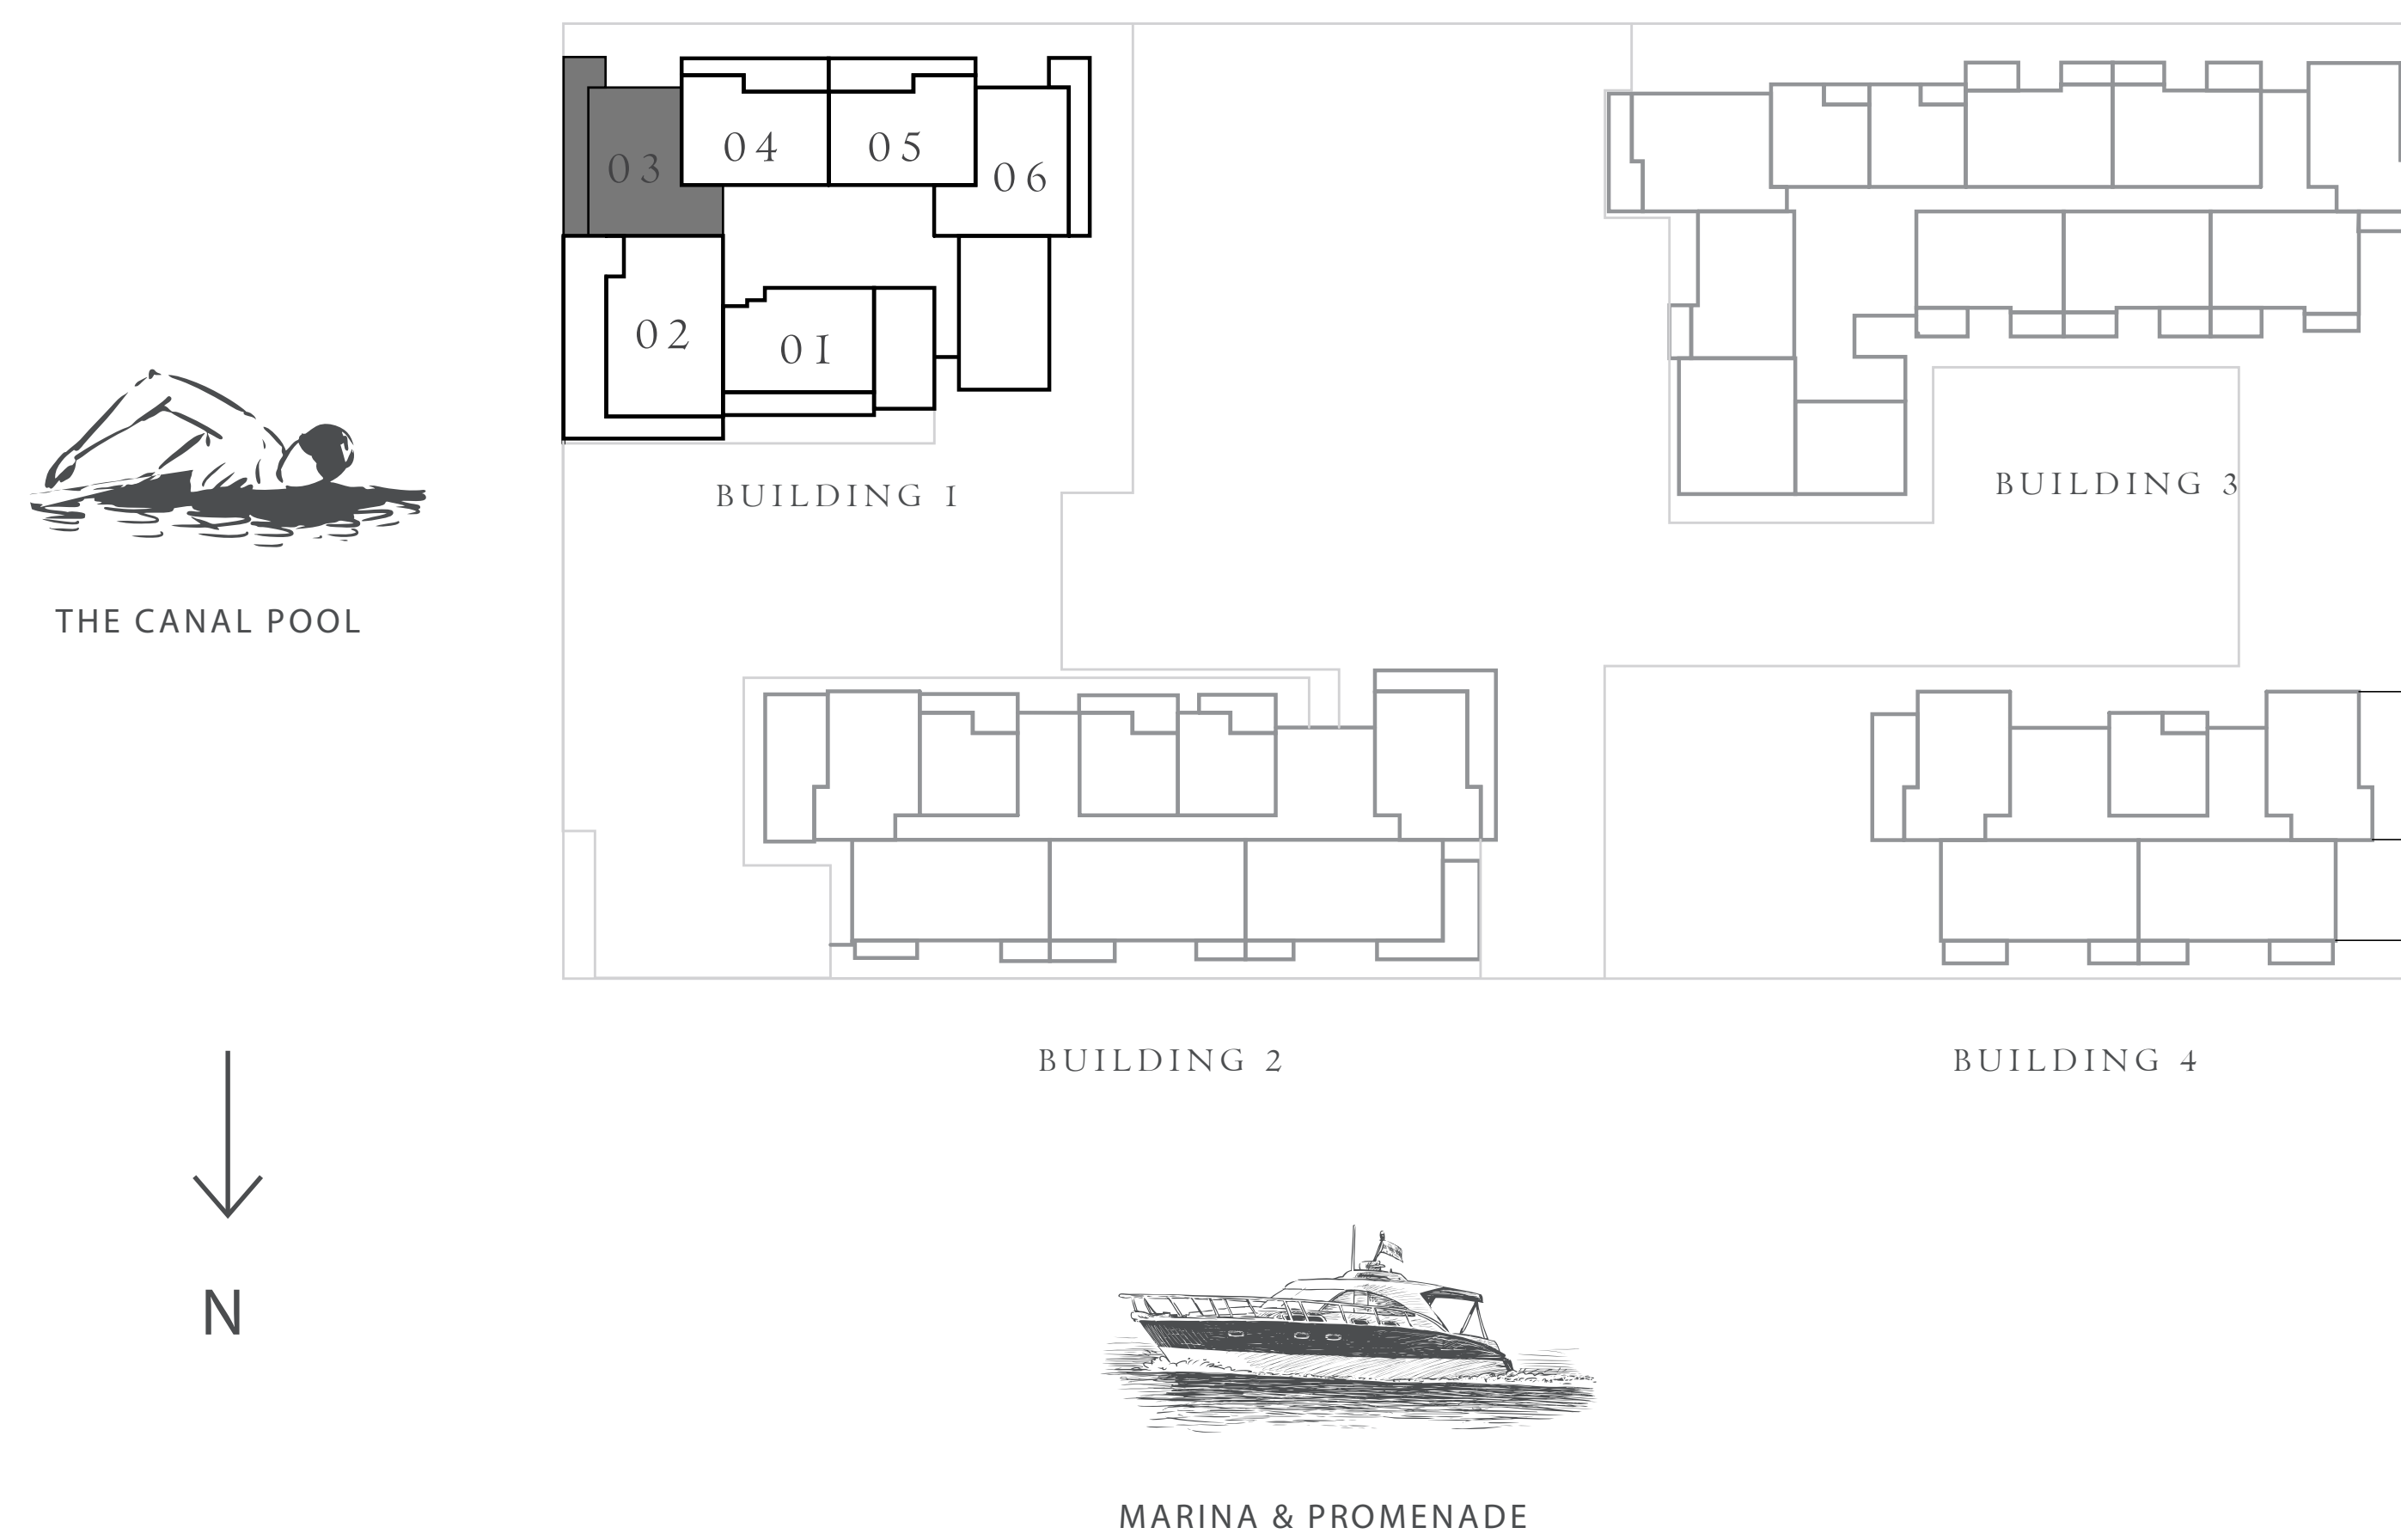 04
05
03
06
02
01
BUILDING 3
BUILDING 1
THE CANAL POOL
BUILDING 2
BUILDING 4
N
MARINA & PROMENADE